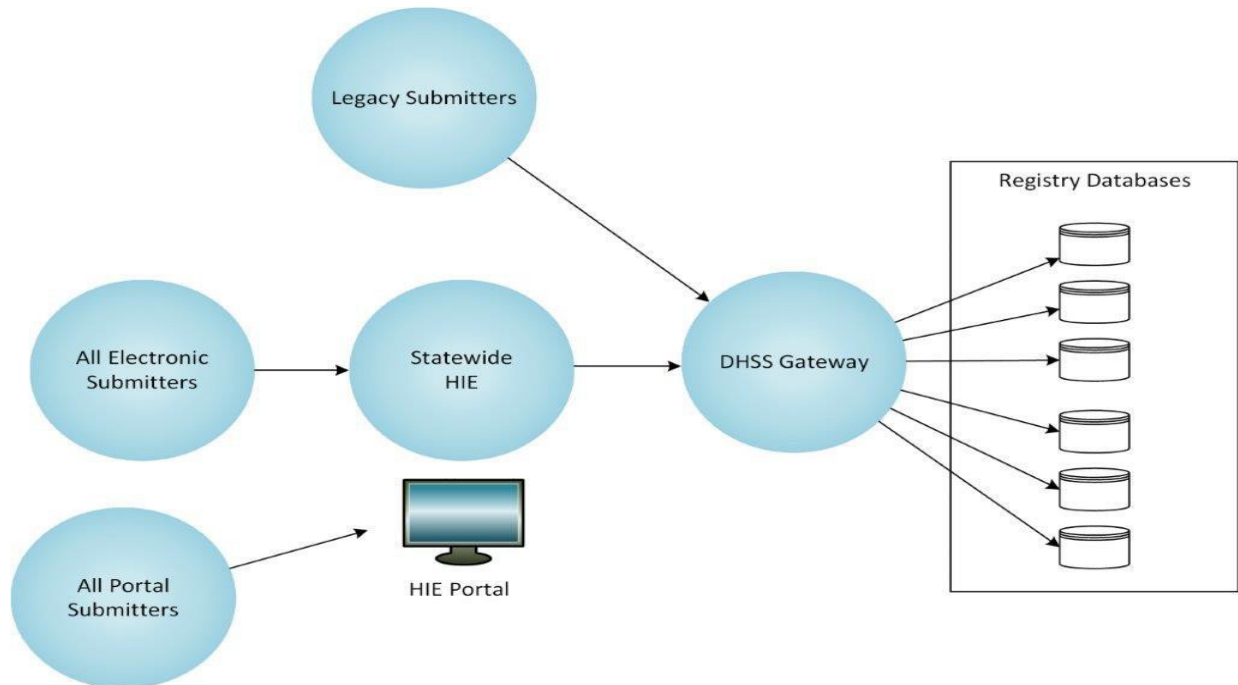 Legacy Submitters
Registry Databases
All Electronic
Submitters
Statewide
HIE
DHSS Gateway
All Portal
Submitters
HIE Portal